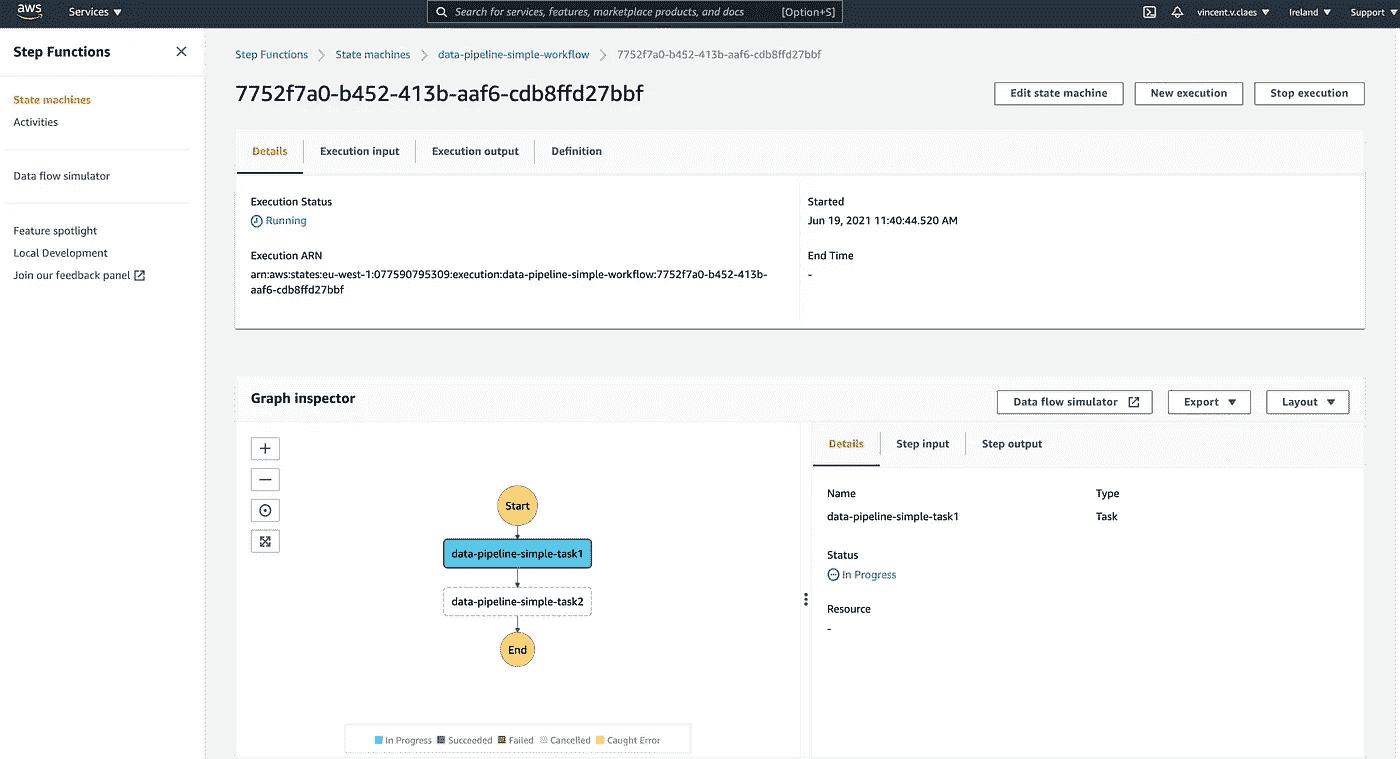 aws
Services
Search for services, features, marketplace products, and docs
[Option+S]
vincent.v.claes
Ireland
Support
Step Functions
State machines
Activities
Data flow simulator
Feature spotlight
Local Development
Join our feedback panel
Step Functions
State machines
data-pipeline-simple-workflow
7752f7a0-b452-413b-aaf6-cdb8ffd27bbf
7752f7a0-b452-413b-aaf6-cdb8ffd27bbf
Edit state machine
New execution
Stop execution
Details
Execution input
Execution output
Definition
Execution Status
Running
Execution ARN
arn:aws:states:eu-west-1:077590795309:execution:data-pipeline-simple-workflow:7752f7a0-b452-413b-
aaf6-cdb8ffd27bbf
Started
Jun 19, 2021 11:40:44.520 AM
End Time
-
Graph inspector
Data flow simulator
Export
Layout
Start
data-pipeline-simple-task1
data-pipeline-simple-task2
End
In Progress
Succeeded
Failed
Cancelled
Caught Error
Details
Step input
Step output
Name
data-pipeline-simple-task1
Type
Task
Status
In Progress
Resource
-